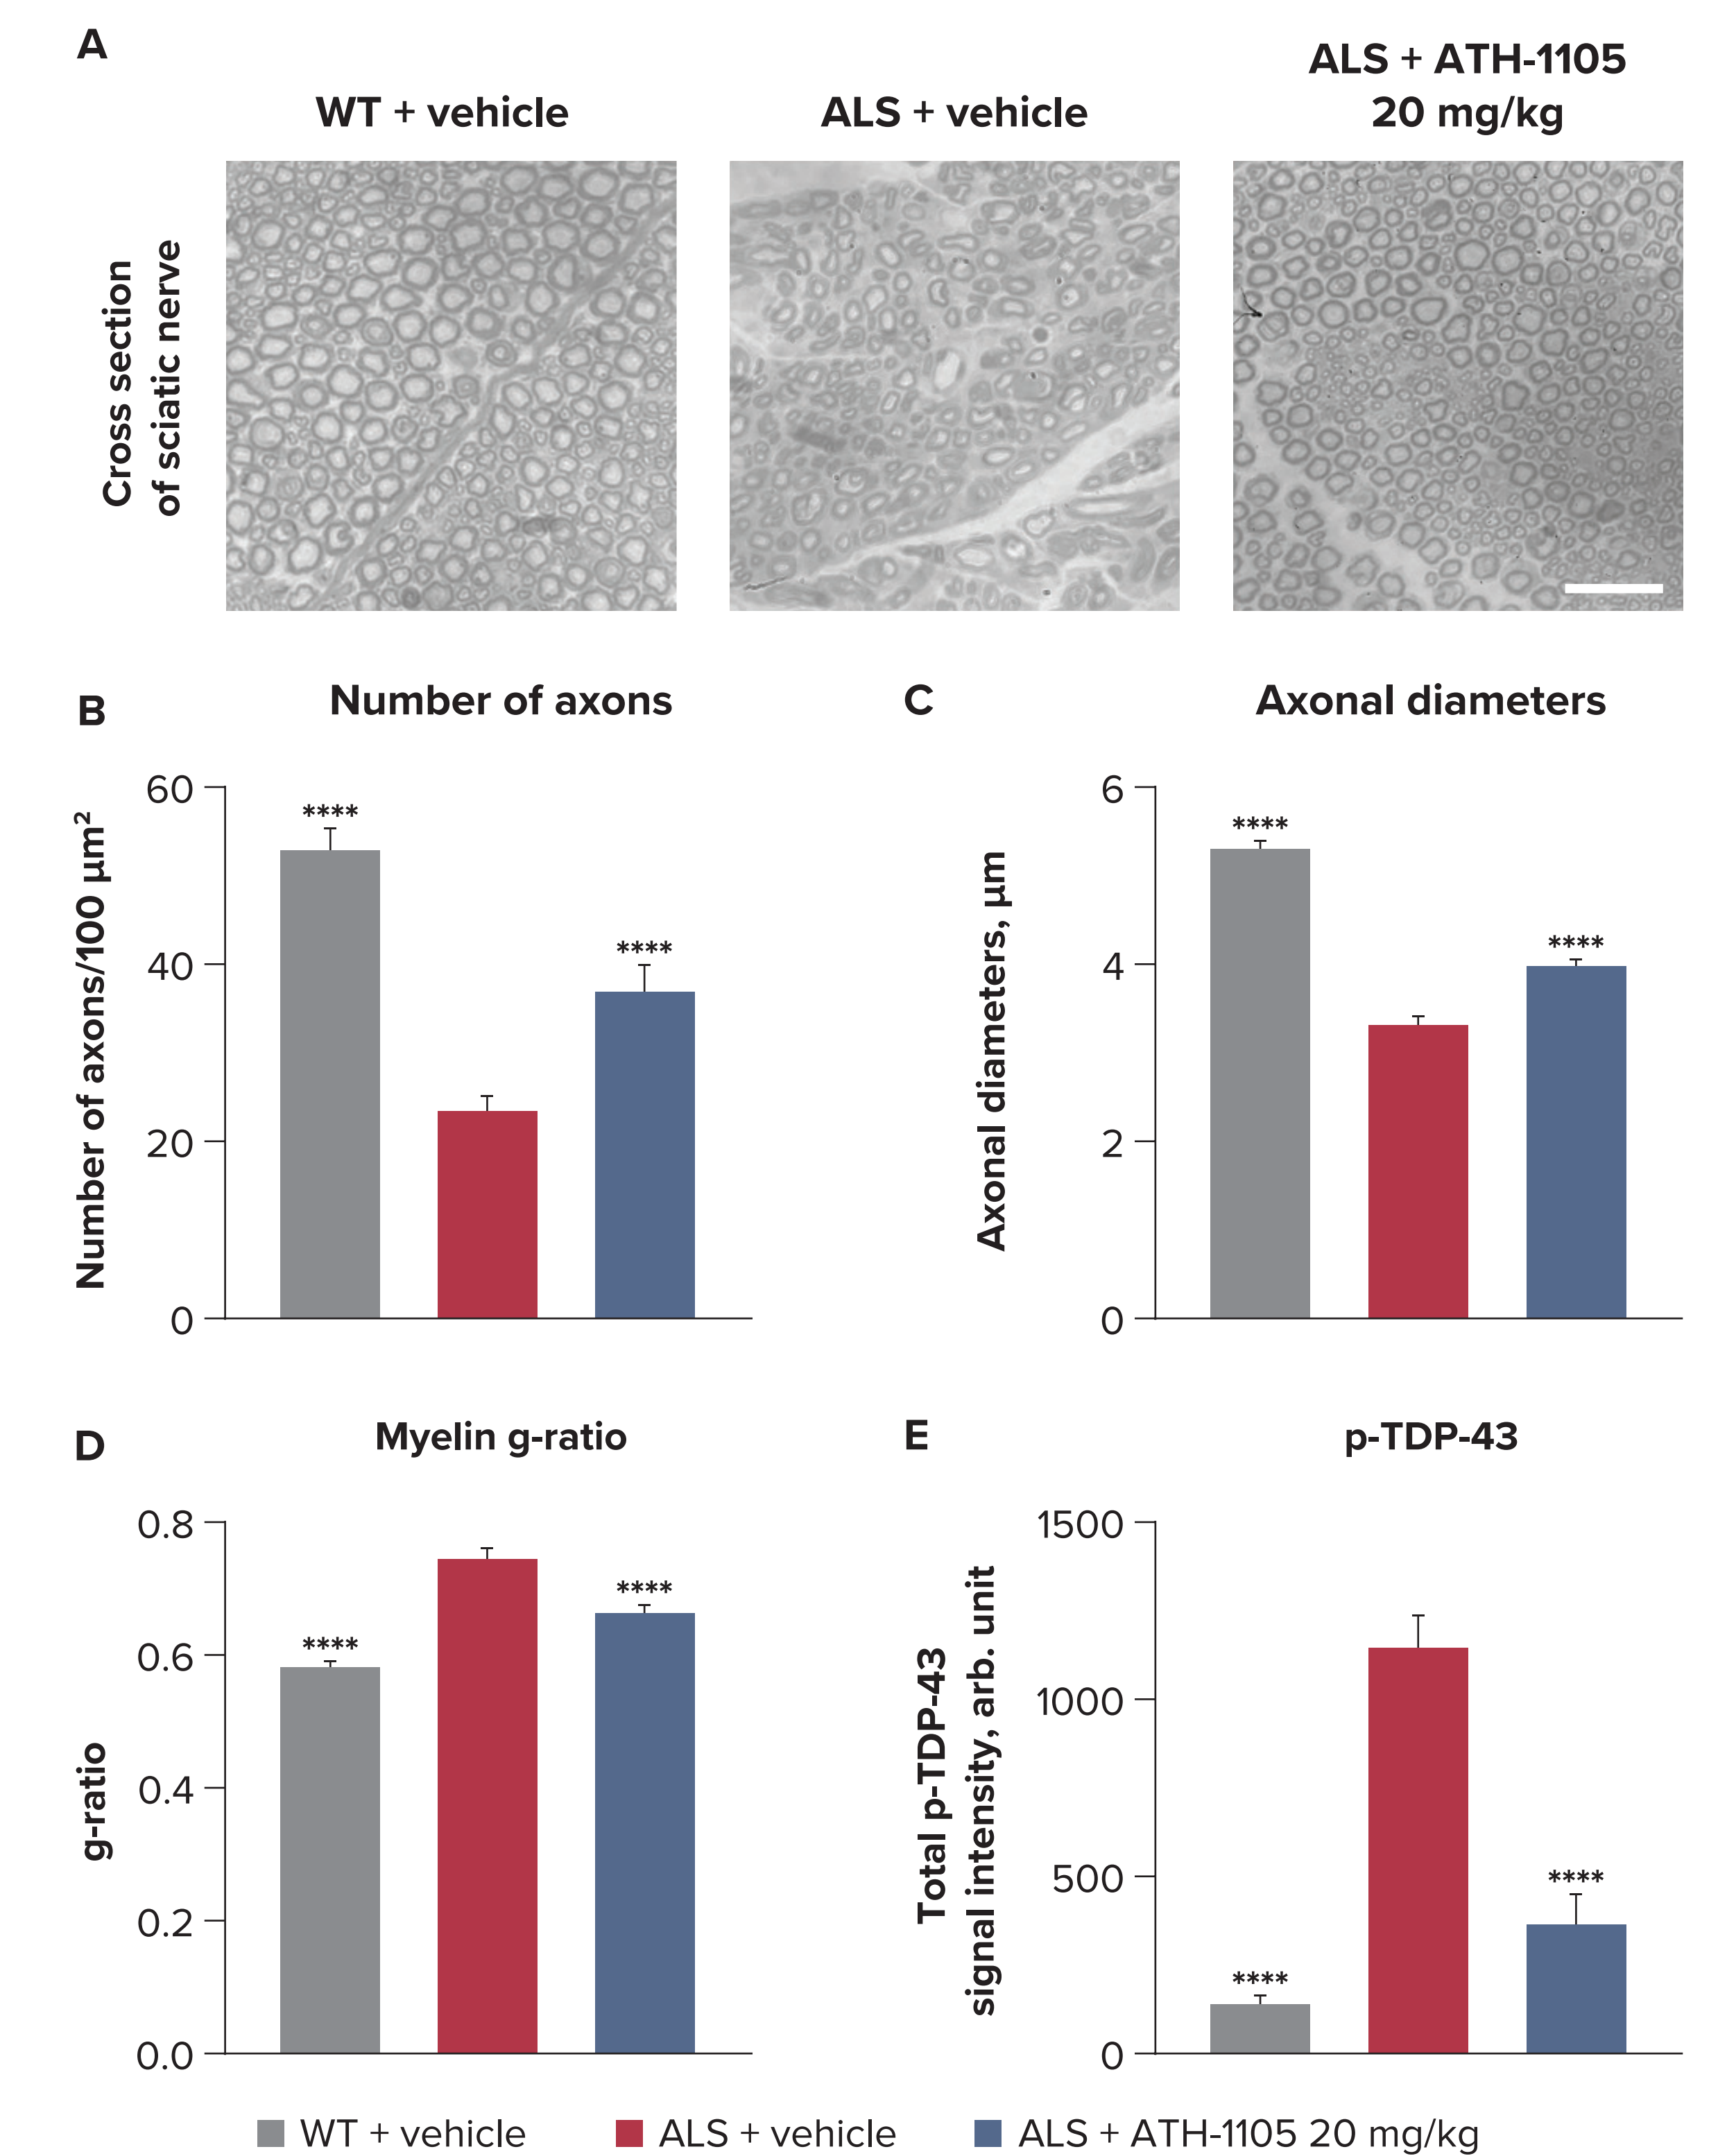 A
WT + vehicle
ALS + vehicle
ALS + ATH-1105
20 mg/kg
Cross section
of sciatic nerve
B
Number of axons
Number of axons/100 µm²
60
40
20
0
****
****
C
Axonal diameters
Axonal diameters, µm
6
4
2
0
****
****
D
Myelin g-ratio
g-ratio
0.8
0.6
0.4
0.2
0.0
****
****
E
p-TDP-43
Total p-TDP-43
signal intensity, arb. unit
1500
1000
500
0
****
****
WT + vehicle
ALS + vehicle
ALS + ATH-1105 20 mg/kg